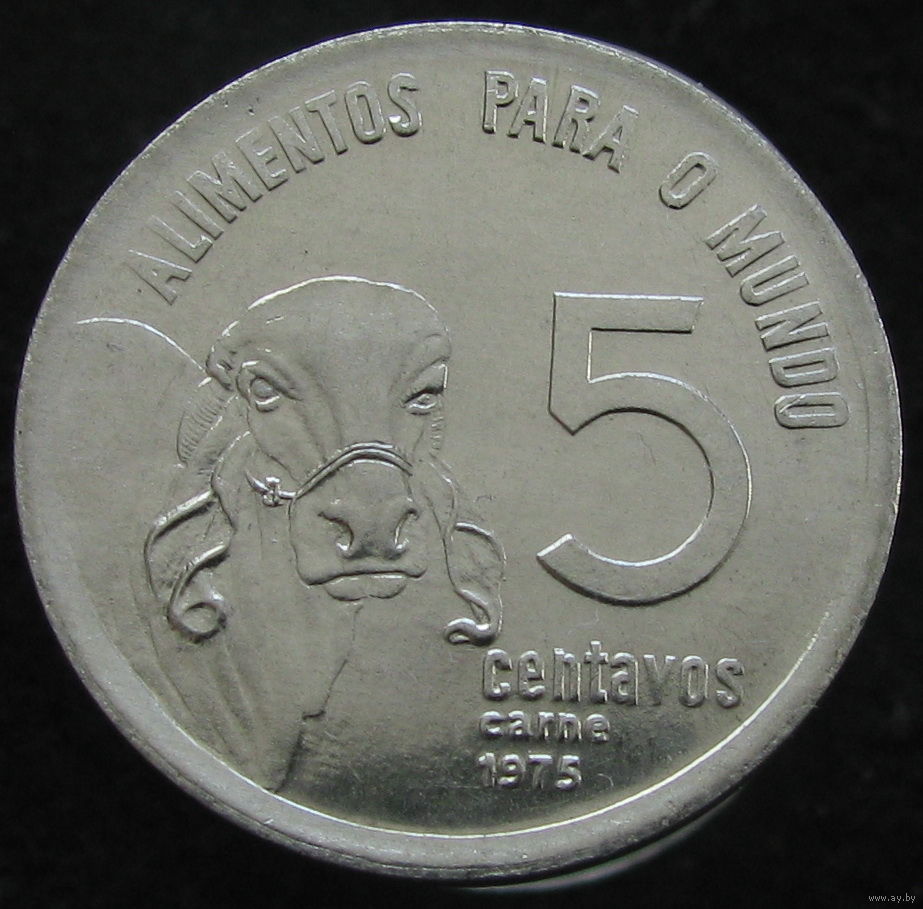 ALIMENTOS PARA O MUNDO
5
centavos
carne
1975
www.ay.by